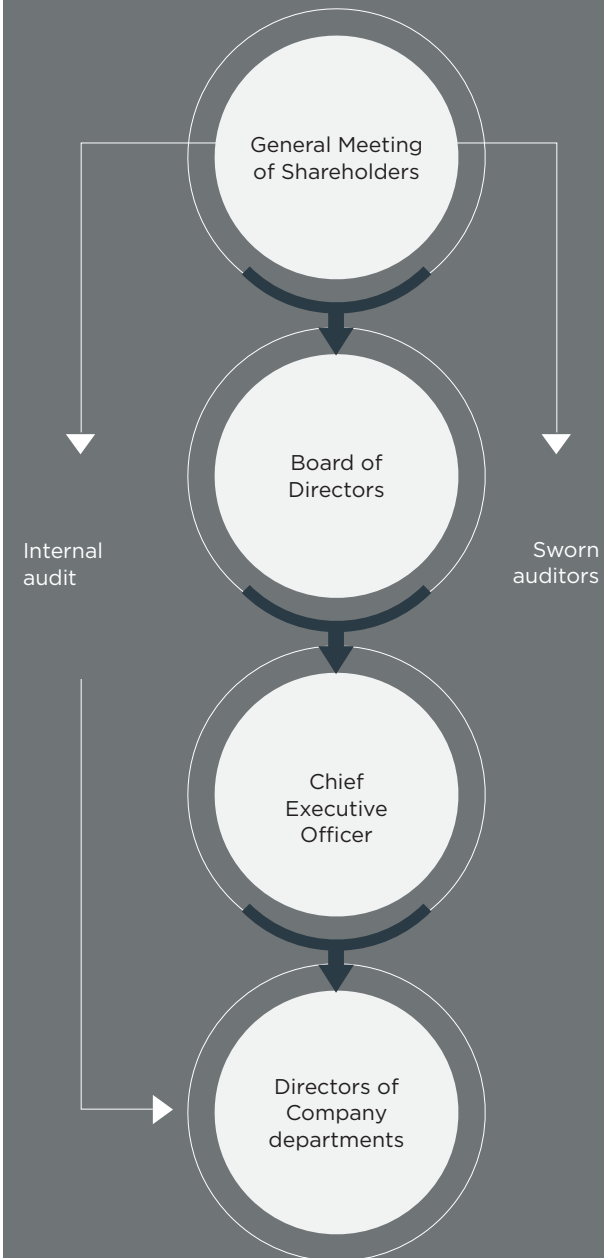 General Meeting
of Shareholders
Board of
Directors
Internal
audit
Sworn
auditors
Chief
Executive
Officer
Directors of
Company
departments